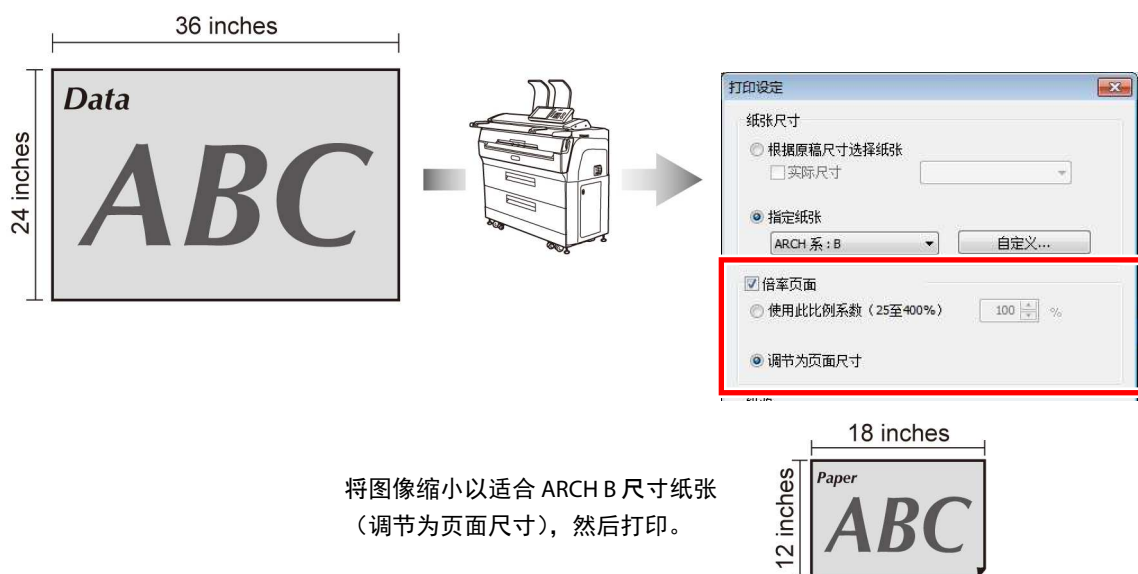 36 inches
24 inches
Data
ABC
打印设定
纸张尺寸
根据原稿尺寸选择纸张
实际尺寸
指定纸张
ARCH 系 : B
自定义...
倍率页面
使用此比例系数（25至400%）
100 %
调节为页面尺寸
将图像缩小以适合 ARCH B 尺寸纸张
（调节为页面尺寸），然后打印。
18 inches
12 inches
Paper
ABC